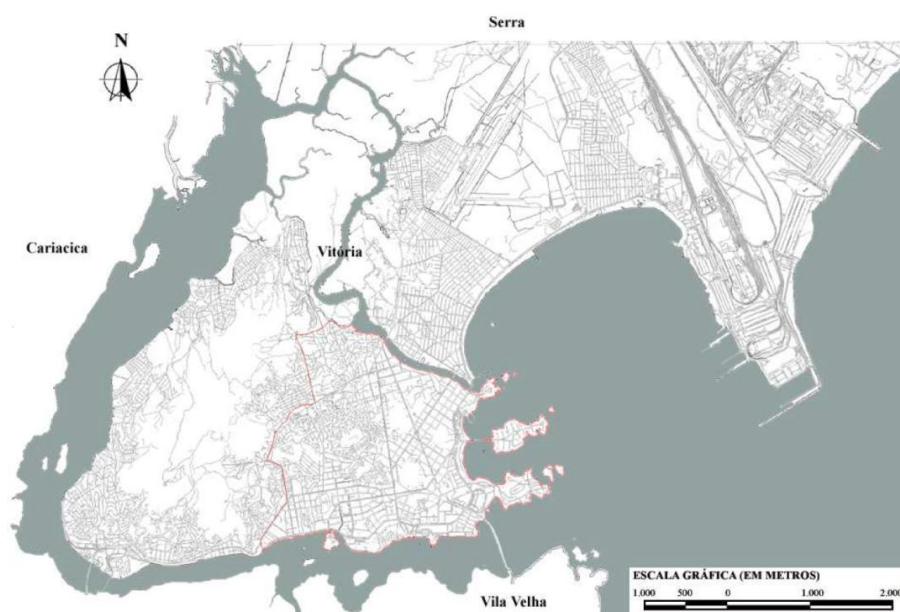 Serra
N
Cariacica
Vitória
Vila Velha
ESCALA GRÁFICA (EM METROS)
1.000 500 0 1.000 2.000